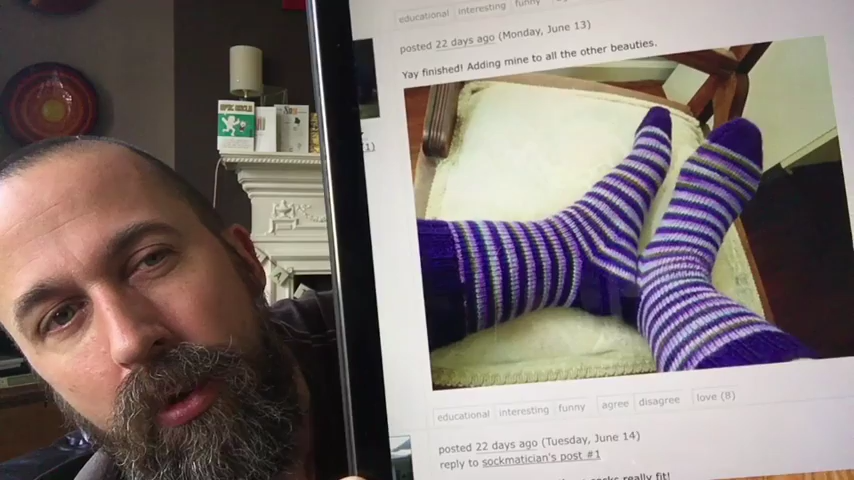 educational interesting funny
posted 22 days ago (Monday, June 13)
Yay finished! Adding mine to all the other beauties.
1)
educational interesting funny agree disagree love (8)
posted 22 days ago (Tuesday, June 14)
reply to sockmatician's post #1
socks really fit!